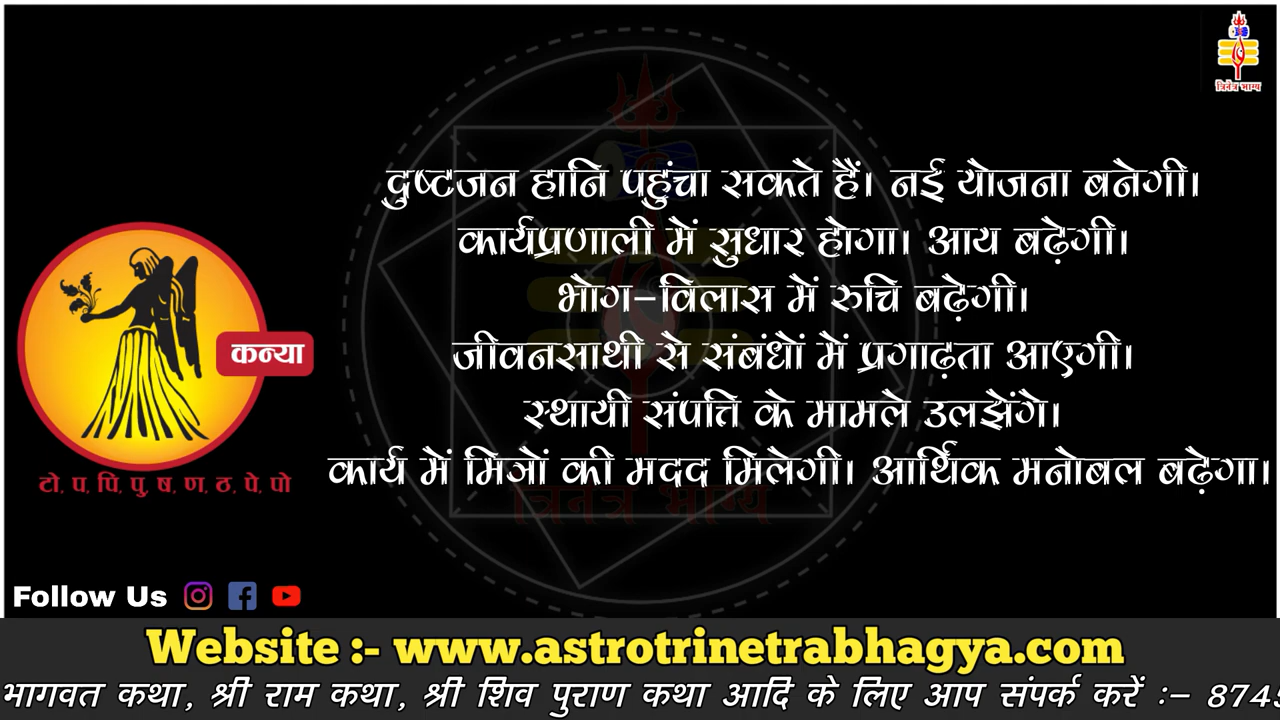 त्रिनेत्र भाग्य
दुष्टजन हानि पहुंचा सकते हैं। नई योजना बनेगी।
कार्यप्रणाली में सुधार होगा। आय बढ़ेगी।
भोग-विलास में रुचि बढ़ेगी।
जीवनसाथी से संबंधों में प्रगाढ़ता आएगी।
स्थायी संपत्ति के मामले उलझेंगे।
कार्य में मित्रों की मदद मिलेगी। आर्थिक मनोबल बढ़ेगा।
कन्या
टो, प, पि, पु, ष, ण, ठ, पे, पो
त्रिनेत्र भाग्य
Follow Us
Website :- www.astrotrinetrabhagya.com
भागवत कथा, श्री राम कथा, श्री शिव पुराण कथा आदि के लिए आप संपर्क करें :- 874